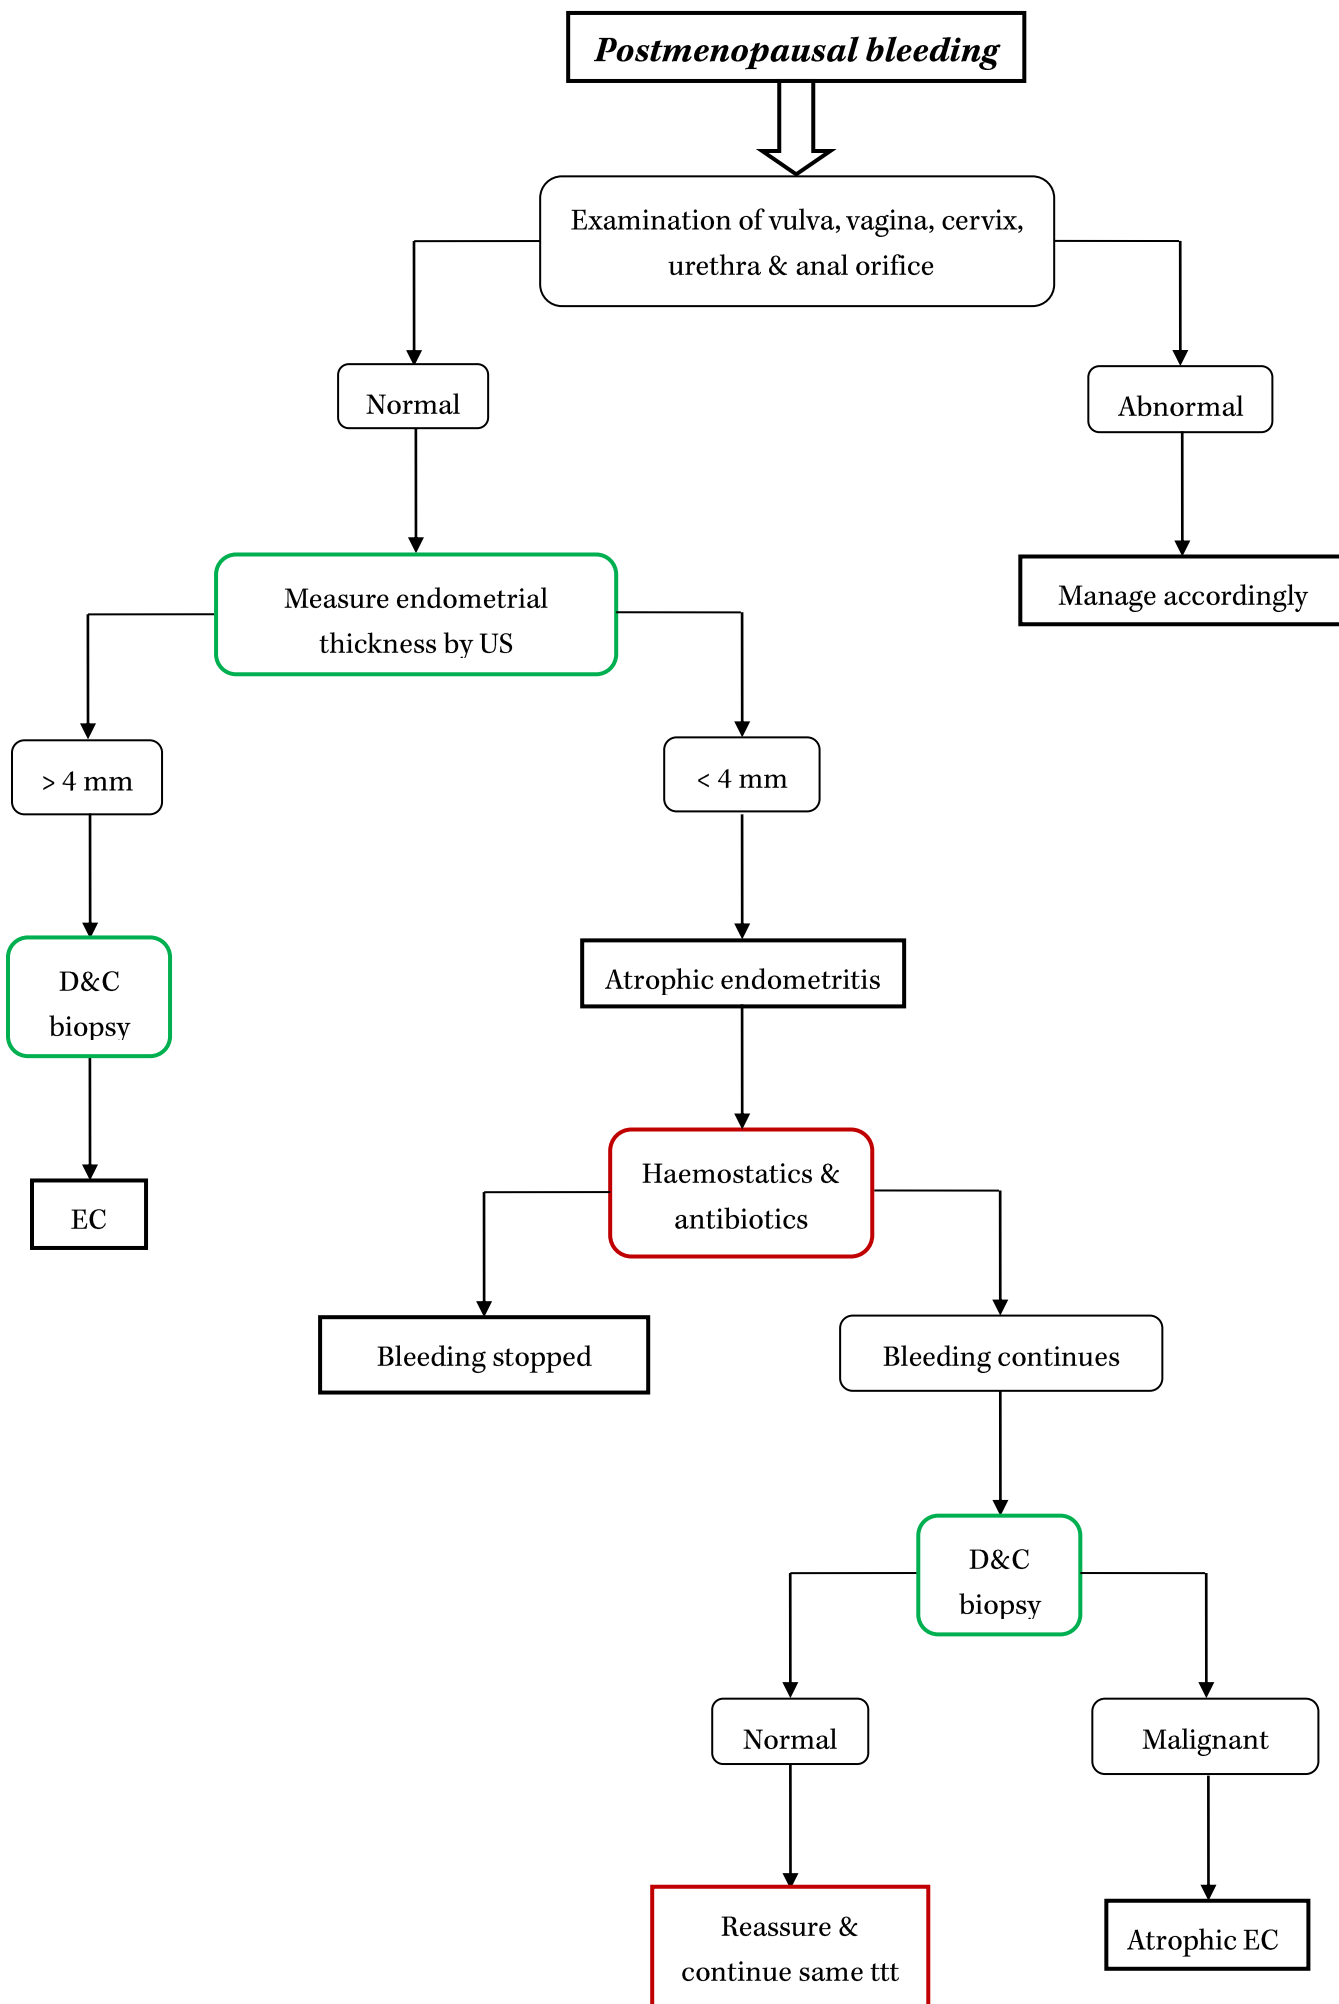 Postmenopausal bleeding
Examination of vulva, vagina, cervix,
urethra & anal orifice
Normal
Abnormal
Measure endometrial
thickness by US
Manage accordingly
> 4 mm
< 4 mm
D&C
biopsy
Atrophic endometritis
EC
Haemostatics &
antibiotics
Bleeding stopped
Bleeding continues
D&C
biopsy
Normal
Malignant
Reassure &
continue same ttt
Atrophic EC